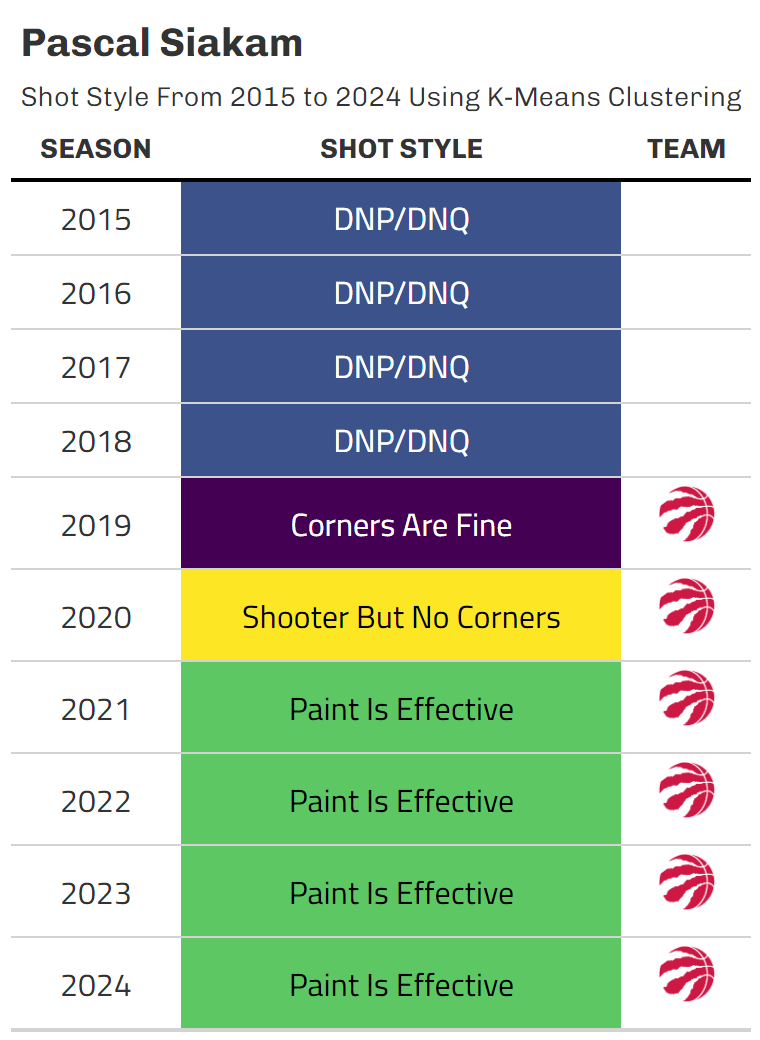 Pascal Siakam
Shot Style From 2015 to 2024 Using K-Means Clustering
SEASON SHOT STYLE TEAM
2015 DNP/DNQ
2016 DNP/DNQ
2017 DNP/DNQ
2018 DNP/DNQ
2019 Corners Are Fine
2020 Shooter But No Corners
2021 Paint Is Effective
2022 Paint Is Effective
2023 Paint Is Effective
2024 Paint Is Effective